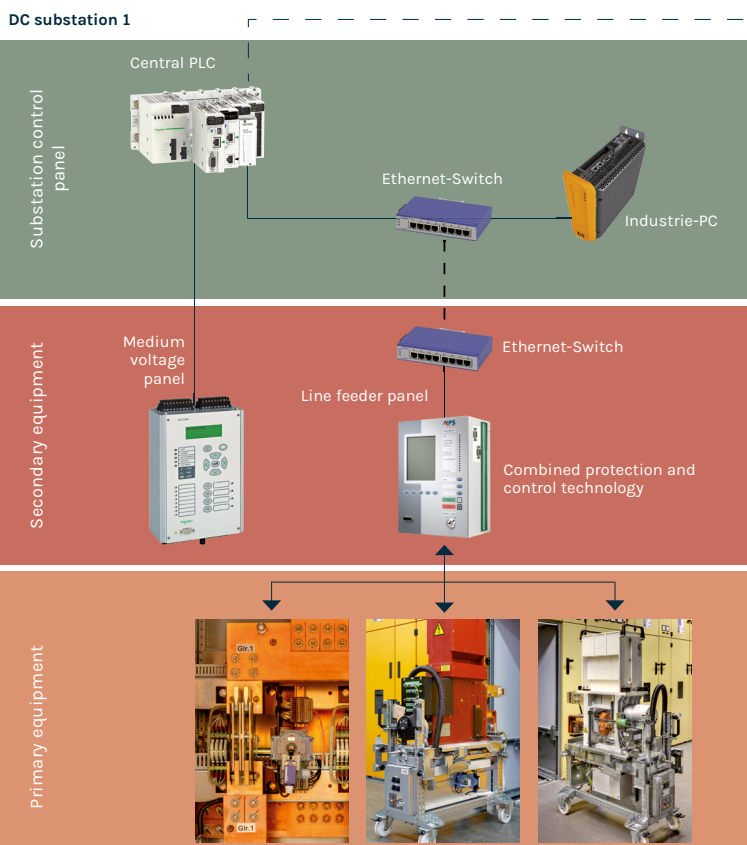 DC substation 1
Substation control
panel
Central PLC
Ethernet-Switch
Industrie-PC
Secondary equipment
Medium
voltage
panel
Ethernet-Switch
Line feeder panel
Combined protection and
control technology
Primary equipment
Glr.1
Glr.1